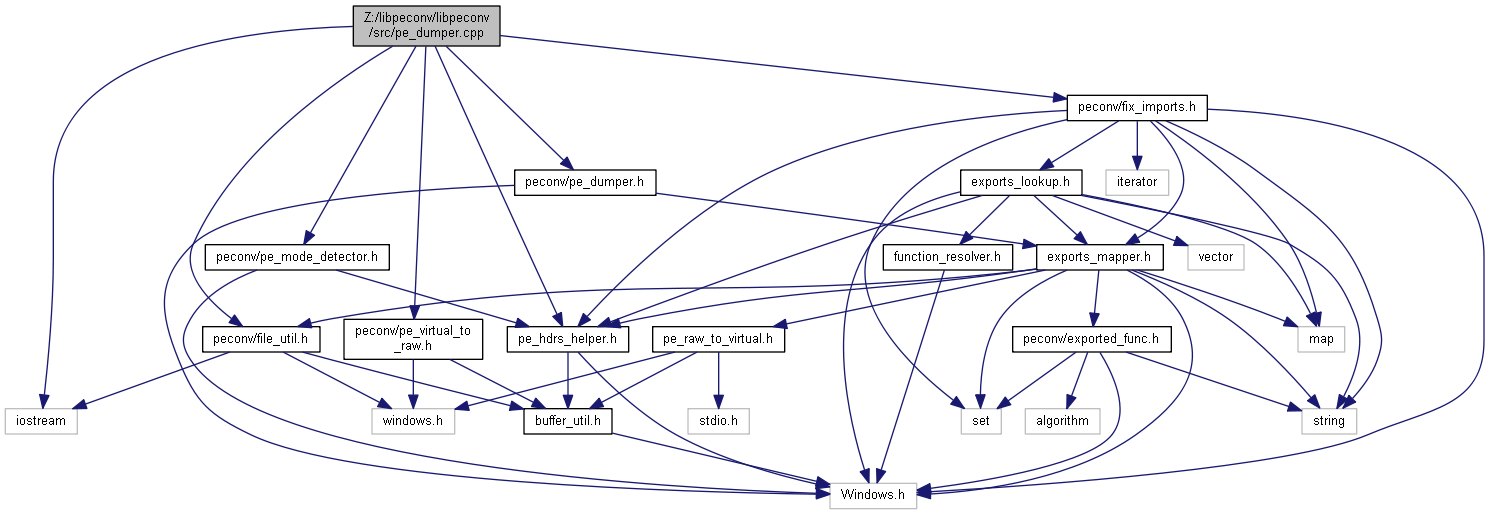 Z:/libpeconv/libpeconv
/src/pe_dumper.cpp
peconv/fix_imports.h
peconv/pe_dumper.h
exports_lookup.h
iterator
peconv/pe_mode_detector.h
function_resolver.h
exports_mapper.h
vector
peconv/file_util.h
peconv/pe_virtual_to
_raw.h
pe_hdrs_helper.h
pe_raw_to_virtual.h
peconv/exported_func.h
map
iostream
windows.h
buffer_util.h
stdio.h
set
algorithm
string
Windows.h